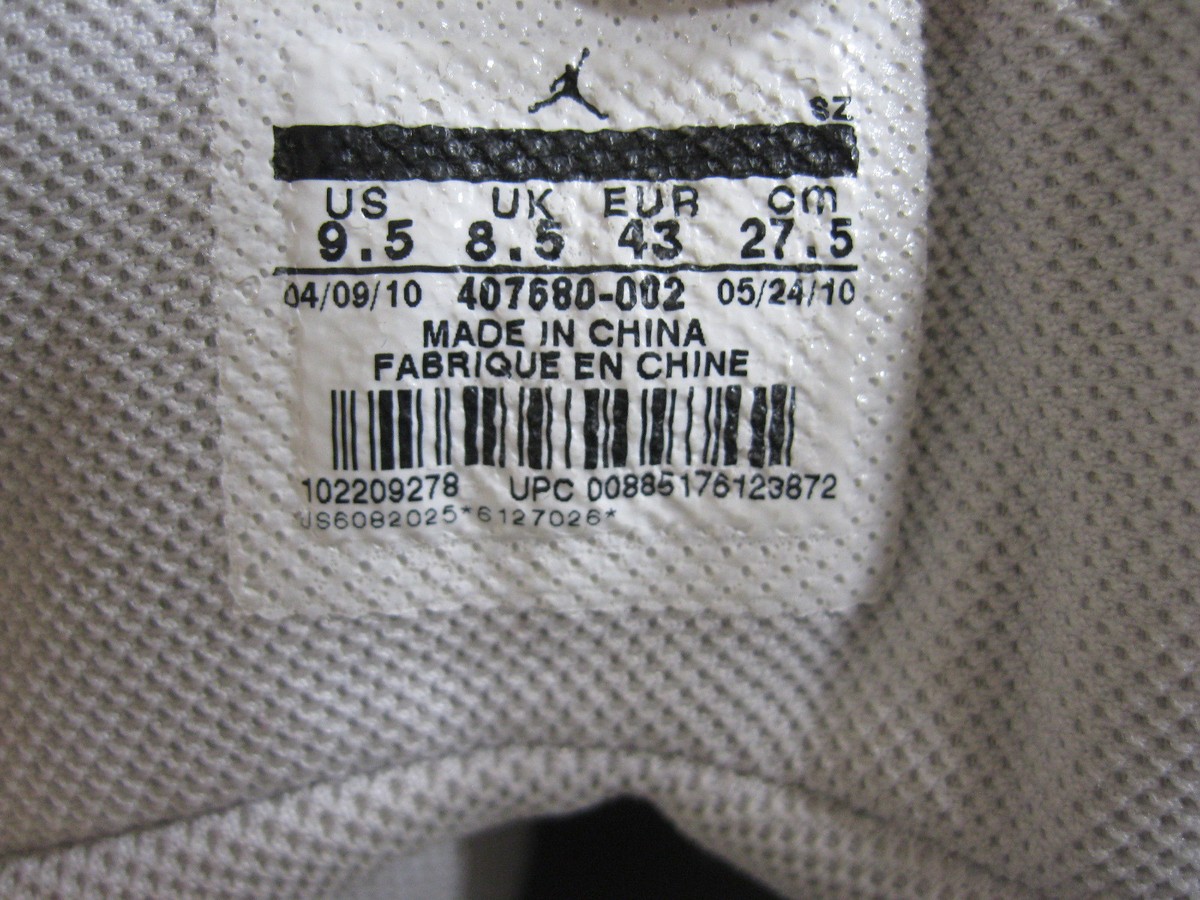 SZ
US UK EUR CM
9.5 8.5 43 27.5
04/09/10 407680-002 05/24/10
MADE IN CHINA
FABRIQUE EN CHINE
102209278 UPC 00885176123872
US6082025*6127026*